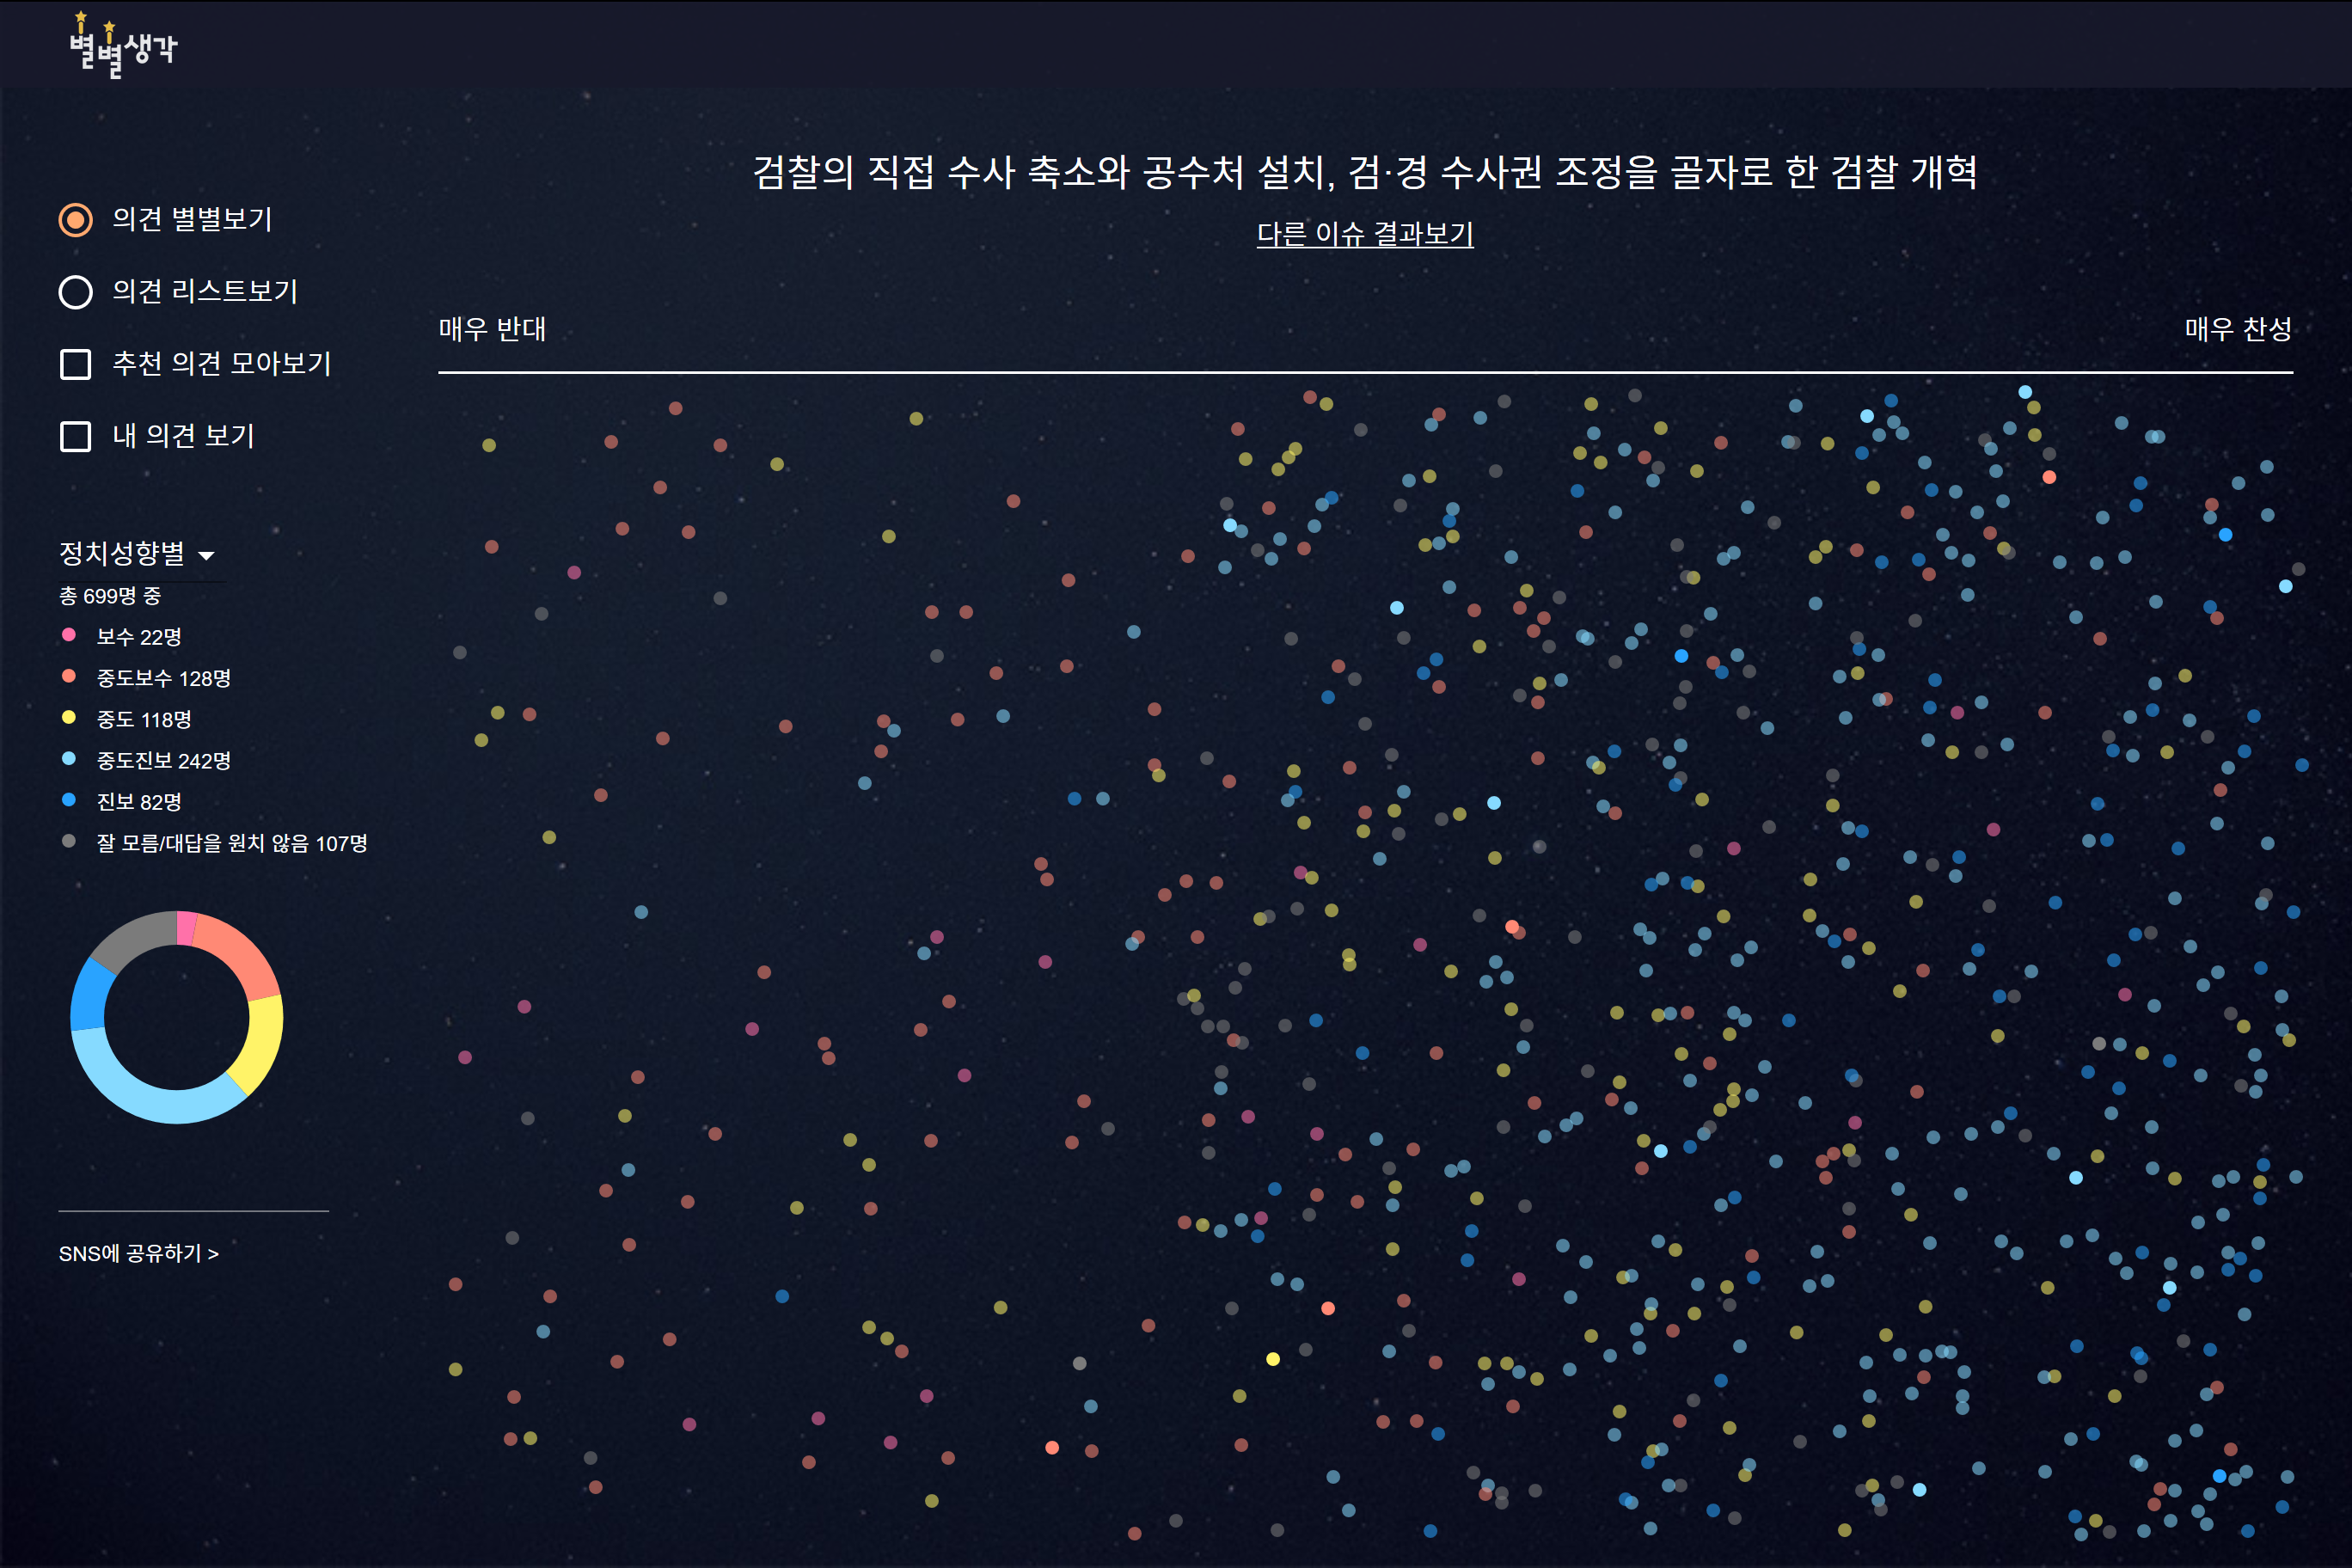 별별생각
검찰의 직접 수사 축소와 공수처 설치, 검·경 수사권 조정을 골자로 한 검찰 개혁
다른 이슈 결과보기
의견 별별보기
의견 리스트보기
추천 의견 모아보기
내 의견 보기
매우 반대
매우 찬성
정치성향별
총 699명 중
보수 22명
중도보수 128명
중도 118명
중도진보 242명
진보 82명
잘 모름/대답을 원치 않음 107명
SNS에 공유하기 >